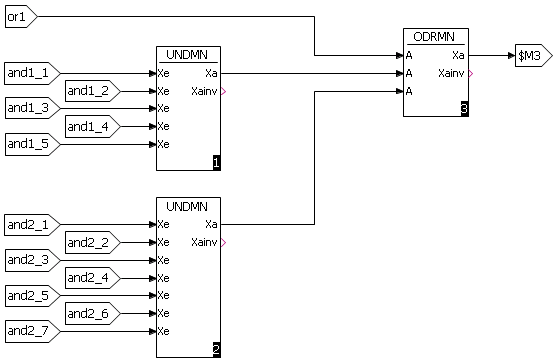 or1
ODRMN
A
Xa
$M3
A
Xainv
A
3
UNDMN
and1_1
Xe
Xa
and1_2
Xe
Xainv
and1_3
Xe
and1_4
Xe
and1_5
Xe
1
UNDMN
and2_1
Xe
Xa
and2_2
Xe
Xainv
and2_3
Xe
and2_4
Xe
and2_5
Xe
and2_6
Xe
and2_7
Xe
2